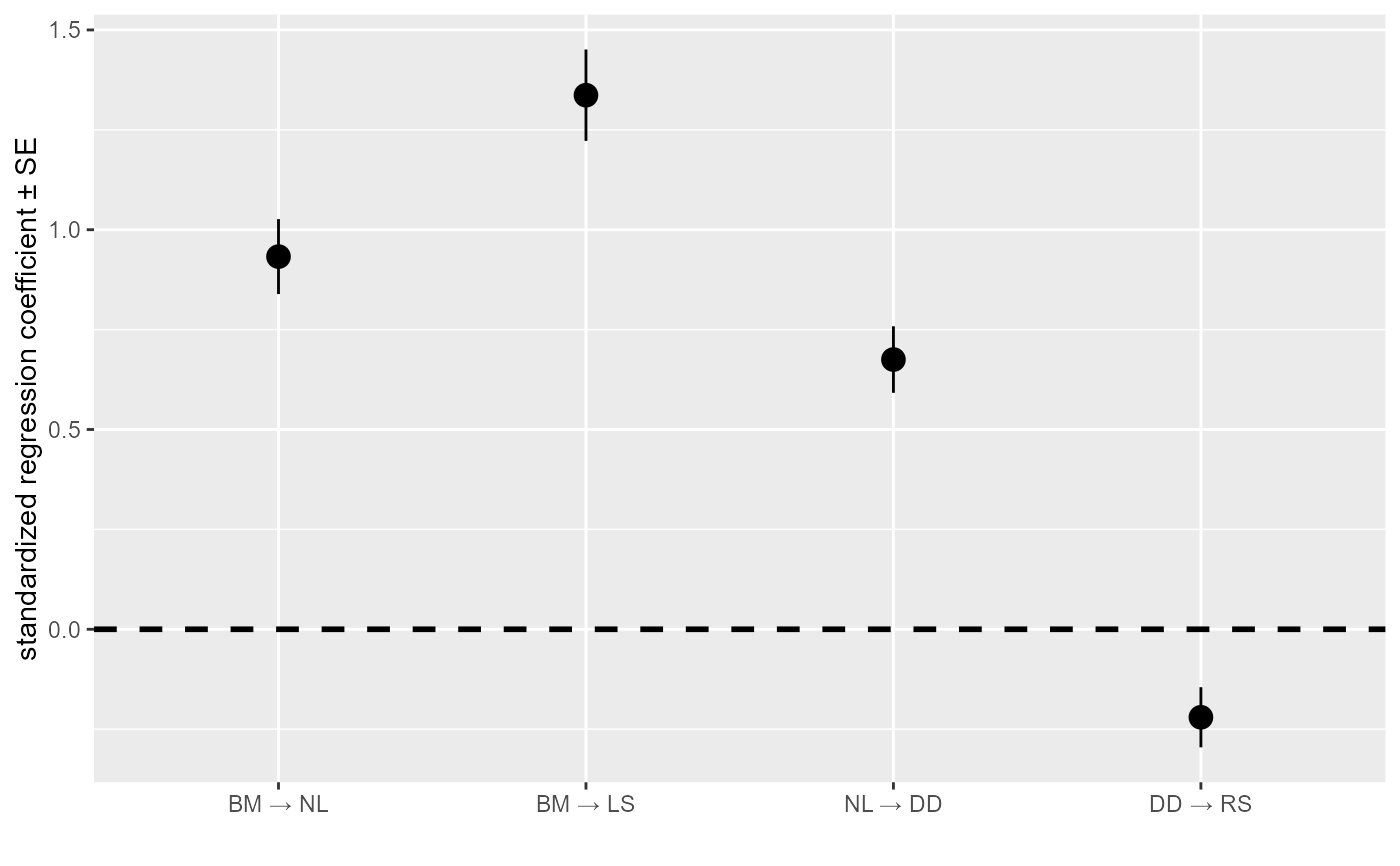 standardized regression coefficient ± SE
1.5
1.0
0.5
0.0
BM → NL
BM → LS
NL → DD
DD → RS